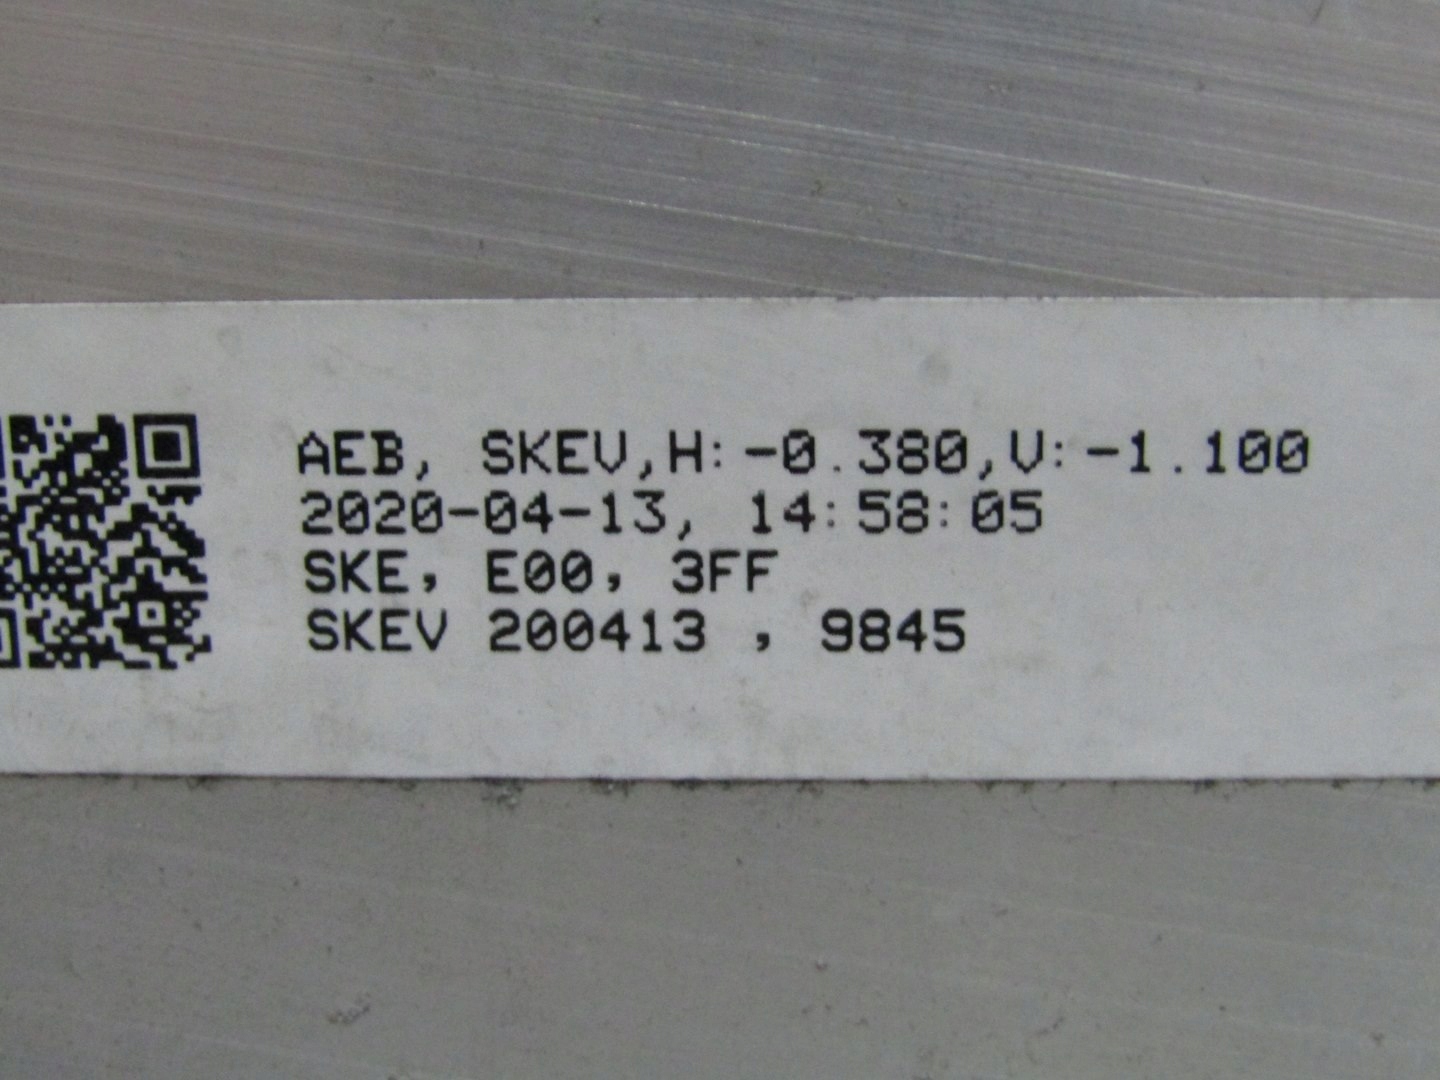 AEB, SKEV,H:-0.380,V:-1.100
2020-04-13, 14:58:05
SKE, E00, 3FF
SKEV 200413 , 9845